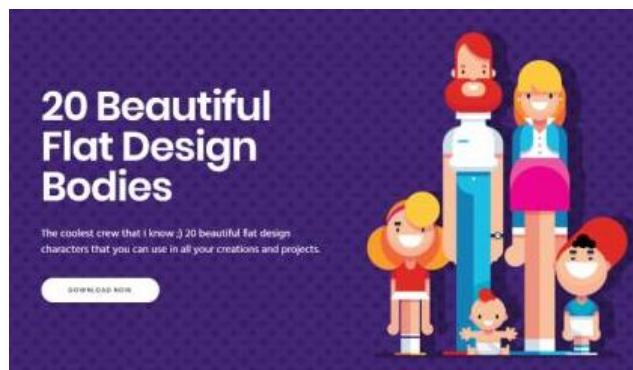 20 Beautiful
Flat Design
Bodies
The coolest crew that I know ;) 20 beautiful flat design
characters that you can use in all your creations and projects.
DOWNLOAD NOW